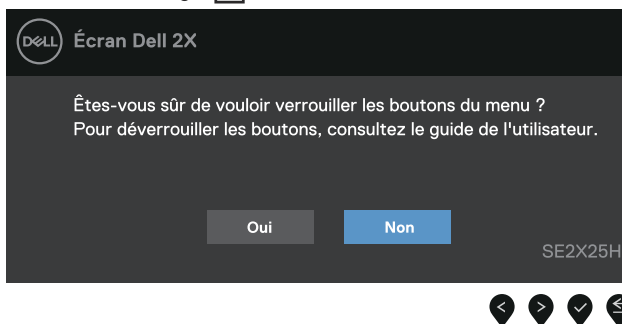 DELL Écran Dell 2X
Êtes-vous sûr de vouloir verrouiller les boutons du menu ?
Pour déverrouiller les boutons, consultez le guide de l'utilisateur.
Oui Non
SE2X25H